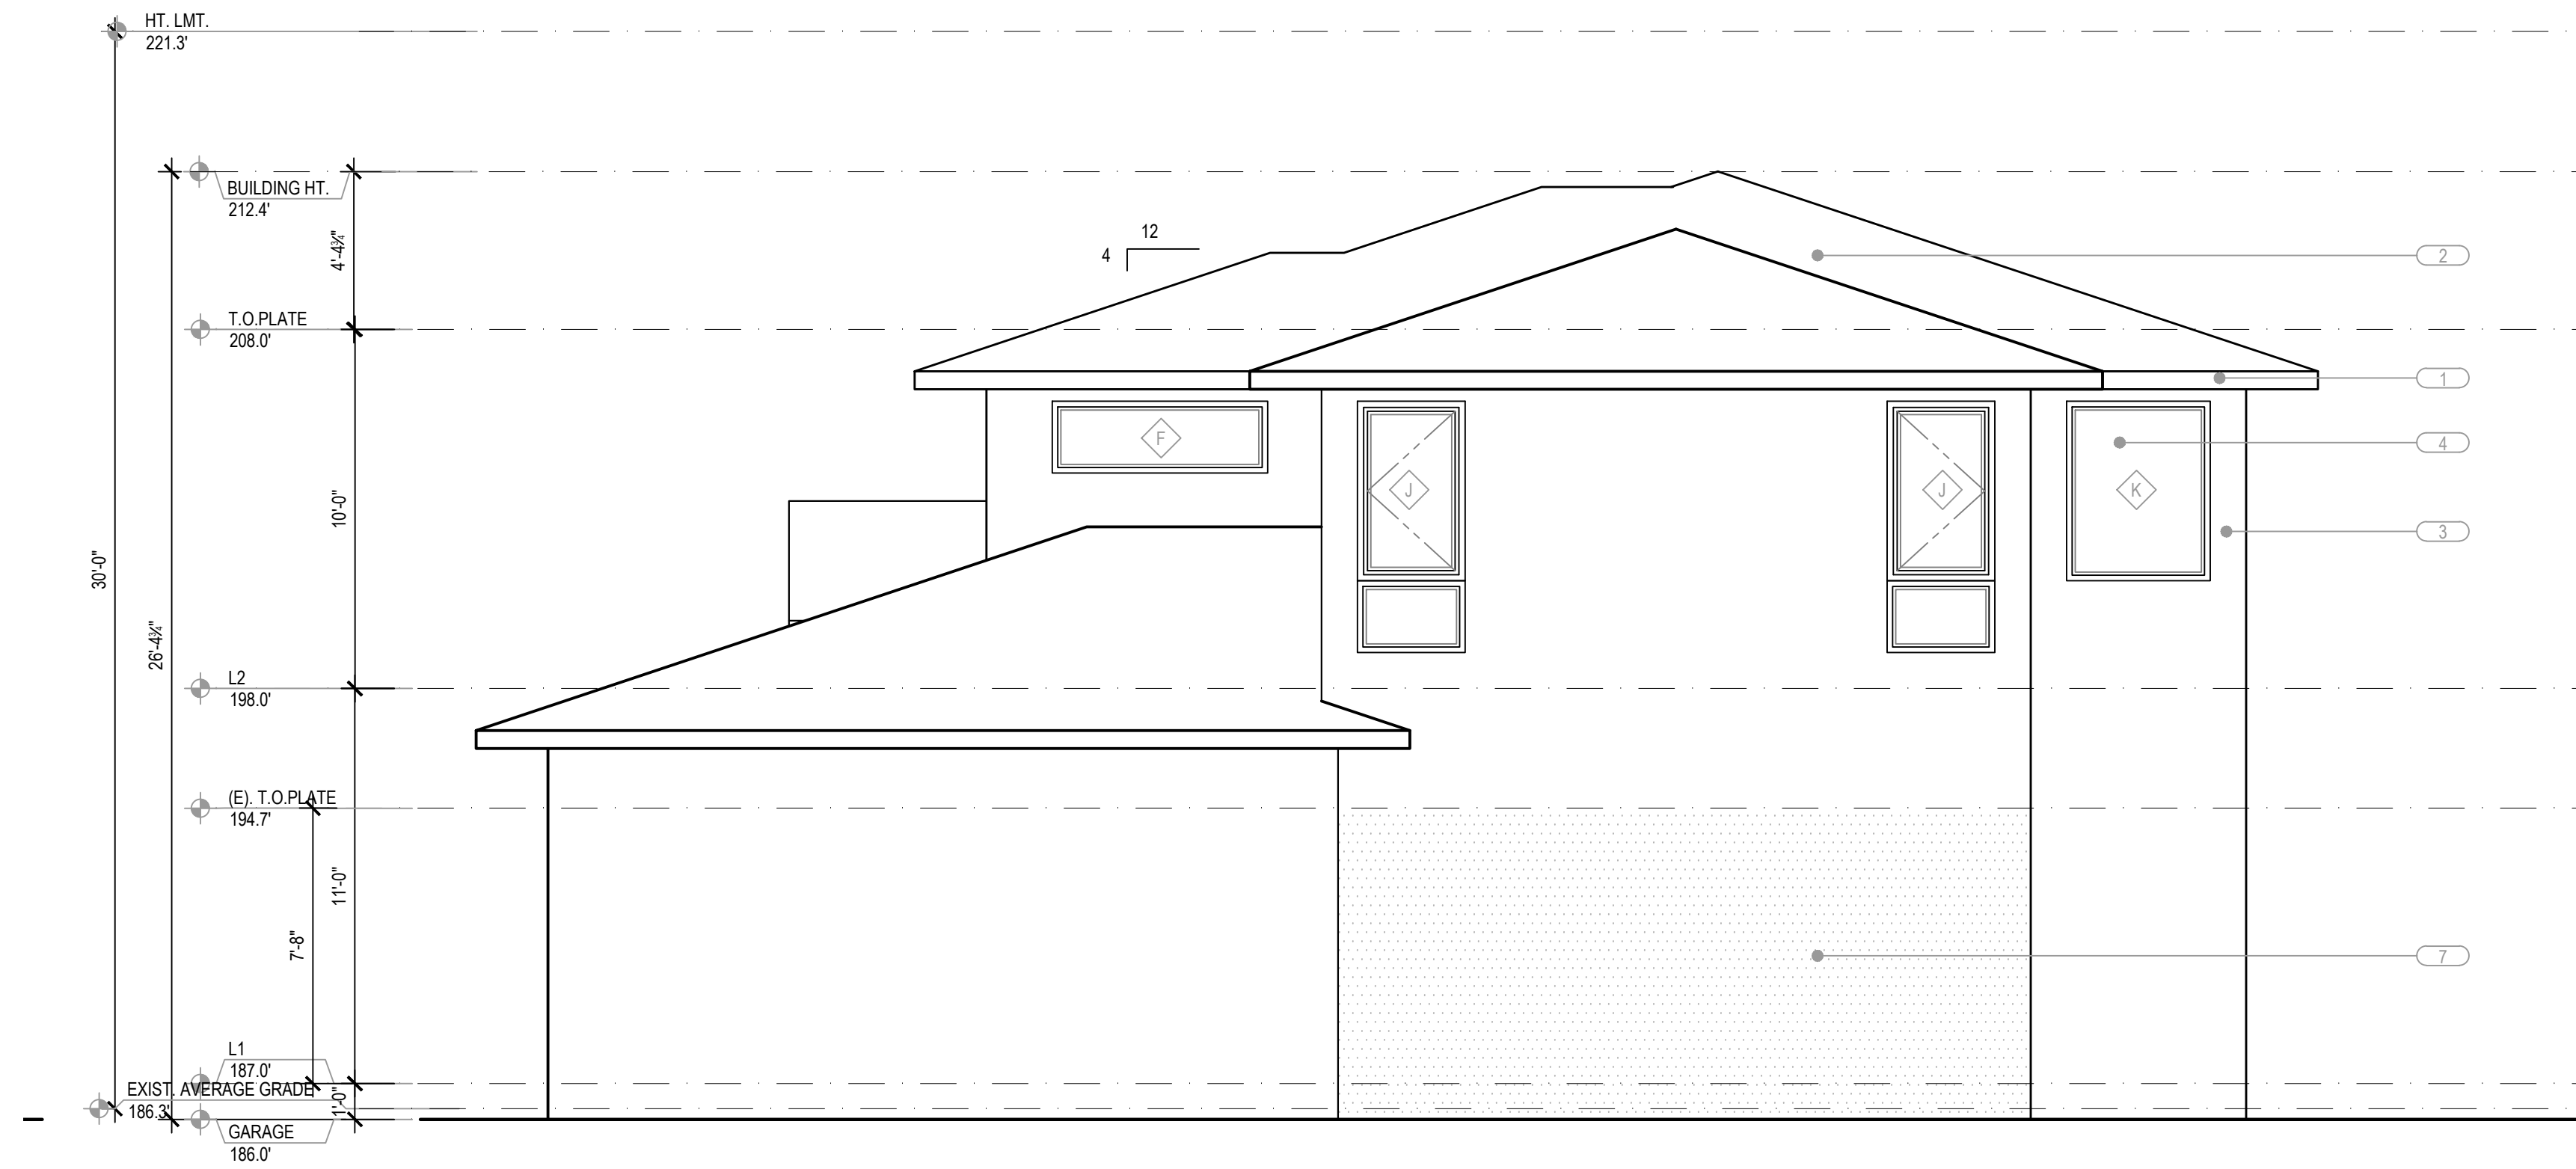 HT. LMT.
221.3'
BUILDING HT.
212.4'
4'-4¾"
12
4
2
T.O.PLATE
208.0'
1
F
J
J
K
4
3
10'-0"
30'-0"
26'-4¾"
L2
198.0'
(E). T.O.PLATE
194.7'
11'-0"
7'-8"
7
L1
187.0'
EXIST. AVERAGE GRADE
186.3'
1'-0"
GARAGE
186.0'